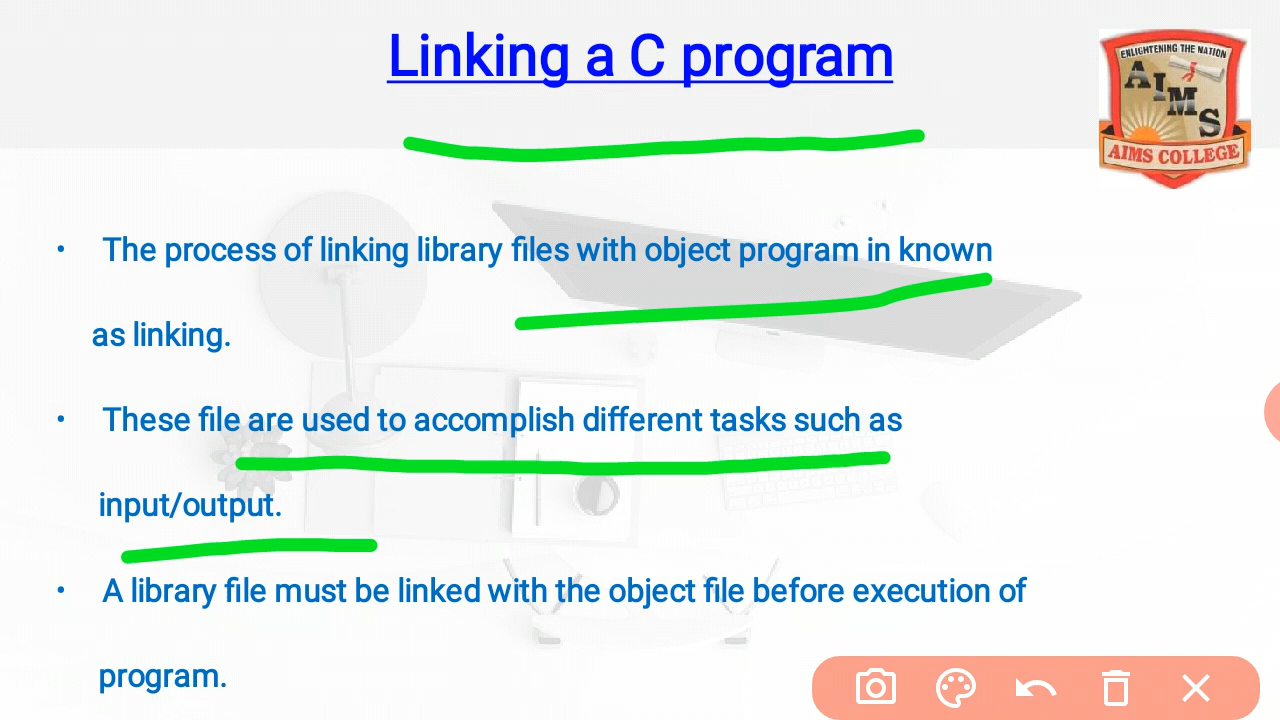 Linking a C program
ENLIGHTENING THE NATION
AIMS
AIMS COLLEGE
• The process of linking library files with object program in known
as linking.
• These file are used to accomplish different tasks such as
input/output.
• A library file must be linked with the object file before execution of
program.